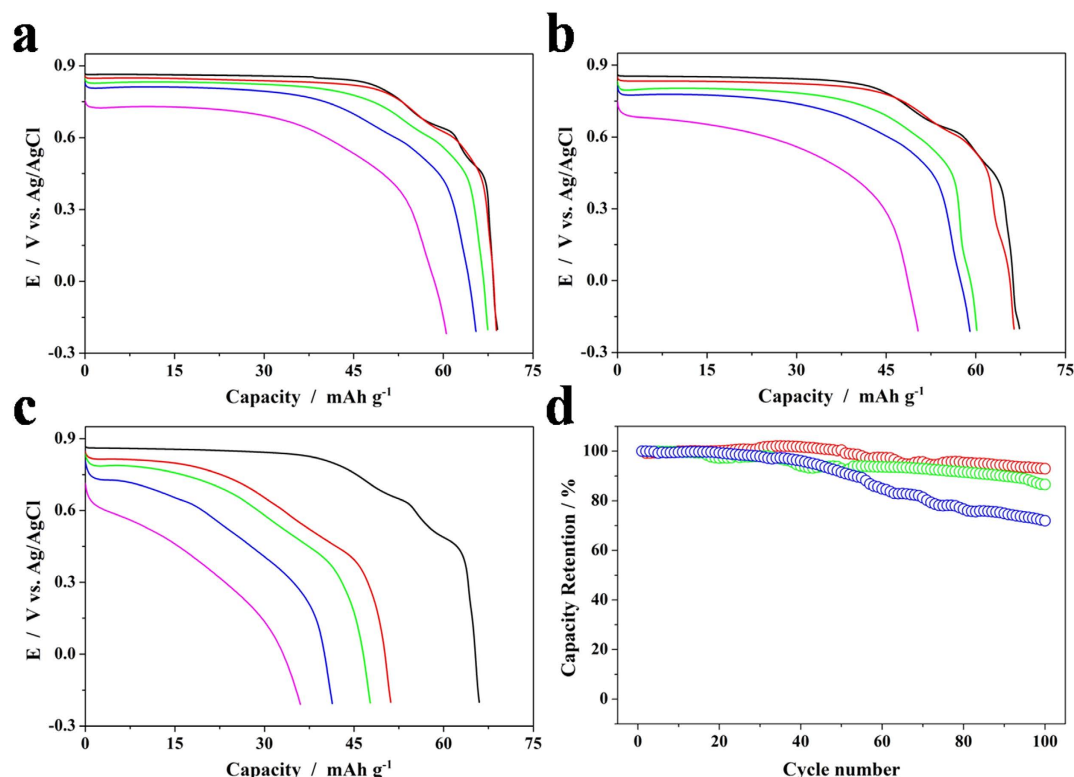 a
0.9
0.6
0.3
0.0
-0.3
E / V vs. Ag/AgCl
0 15 30 45 60 75
Capacity / mAh g-1
b
0.9
0.6
0.3
0.0
-0.3
E / V vs. Ag/AgCl
0 15 30 45 60 75
Capacity / mAh g-1
c
0.9
0.6
0.3
0.0
-0.3
E / V vs. Ag/AgCl
0 15 30 45 60 75
Capacity / mAh g-1
d
100
80
60
40
20
0
Capacity Retention / %
0 20 40 60 80 100
Cycle number